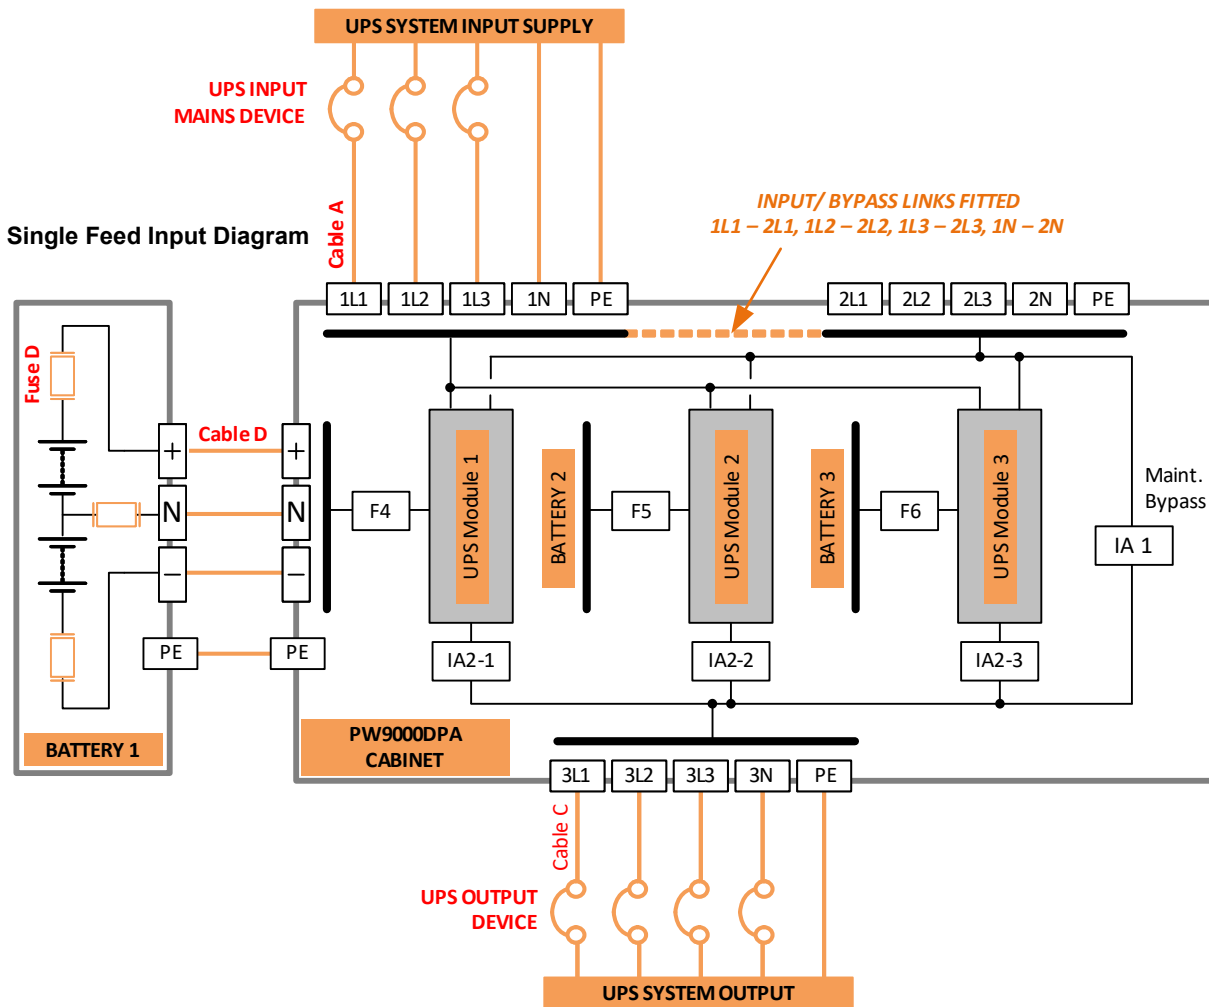 UPS SYSTEM INPUT SUPPLY
UPS INPUT
MAINS DEVICE
Cable A
INPUT/ BYPASS LINKS FITTED
1L1 – 2L1, 1L2 – 2L2, 1L3 – 2L3, 1N – 2N
Single Feed Input Diagram
1L1
1L2
1L3
1N
PE
2L1
2L2
2L3
2N
PE
Fuse D
Cable D
+
+
N
N
–
–
PE
PE
F4
UPS Module 1
BATTERY 2
F5
UPS Module 2
BATTERY 3
F6
UPS Module 3
Maint.
Bypass
IA 1
IA2-1
IA2-2
IA2-3
BATTERY 1
PW9000DPA
CABINET
3L1
3L2
3L3
3N
PE
Cable C
UPS OUTPUT
DEVICE
UPS SYSTEM OUTPUT